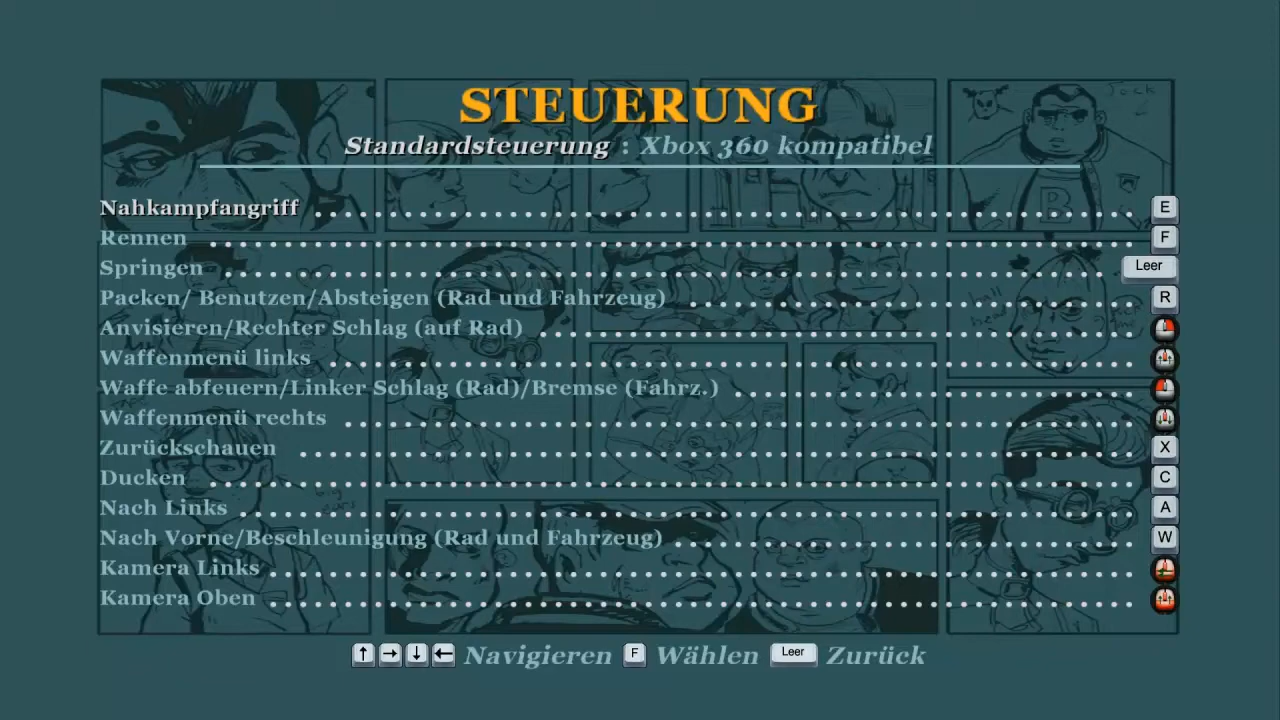 Jock
STEUERUNG
Standardsteuerung : Xbox 360 kompatibel
B
Nahkampfangriff E
Rennen F
Springen Leer
Packen/ Benutzen/Absteigen (Rad und Fahrzeug) R
Anvisieren/Rechter Schlag (auf Rad)
Waffenmenü links
Waffe abfeuern/Linker Schlag (Rad)/Bremse (Fahrz.)
Waffenmenü rechts
Zurückschauen X
Ducken C
Nach Links A
Nach Vorne/Beschleunigung (Rad und Fahrzeug) W
Kamera Links
Kamera Oben
↑ → ↓ ← Navigieren F Wählen Leer Zurück